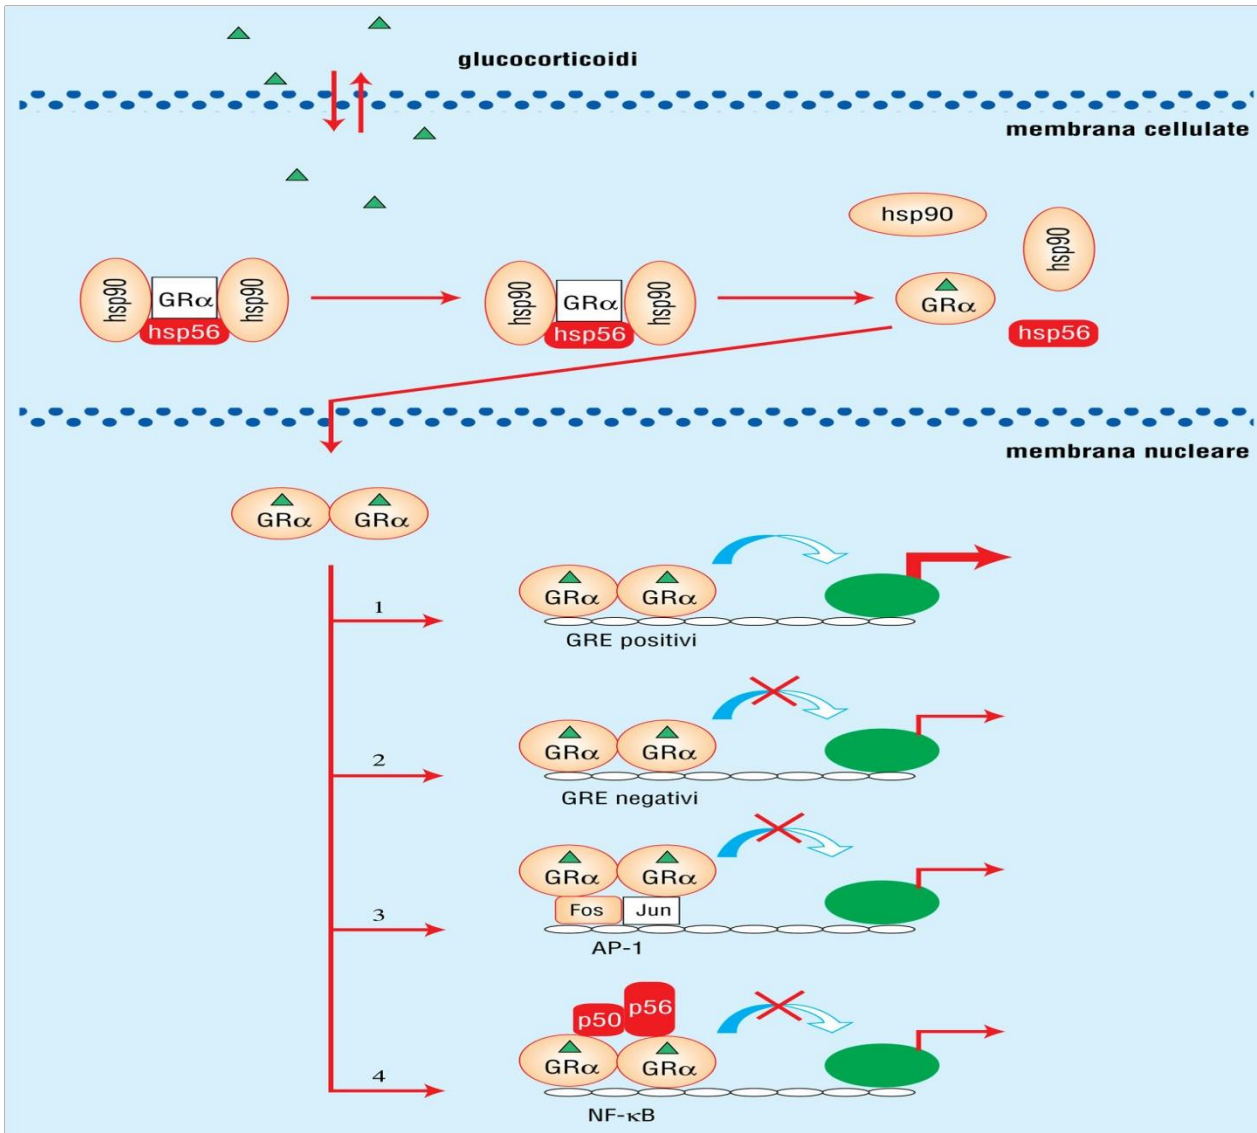 glucocorticoidi
membrana cellulate
hsp90
hsp90
GRα
hsp90
hsp56
hsp90
GRα
hsp90
hsp56
hsp90
GRα
hsp56
membrana nucleare
GRα
GRα
1
GRα
GRα
GRE positivi
2
GRα
GRα
GRE negativi
3
GRα
GRα
Fos
Jun
AP-1
4
p50
p56
GRα
GRα
NF-κB